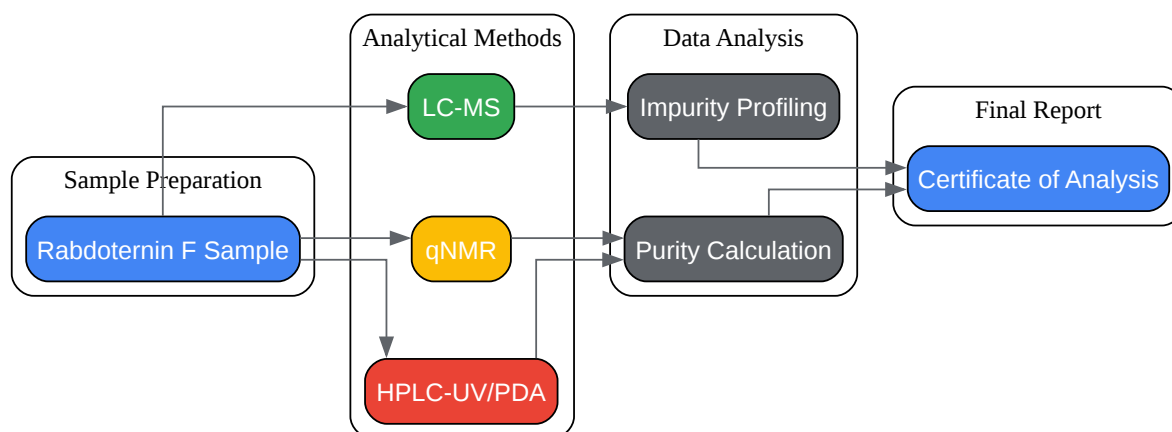 Sample Preparation
Rabdoternin F Sample
Analytical Methods
LC-MS
qNMR
HPLC-UV/PDA
Data Analysis
Impurity Profiling
Purity Calculation
Final Report
Certificate of Analysis